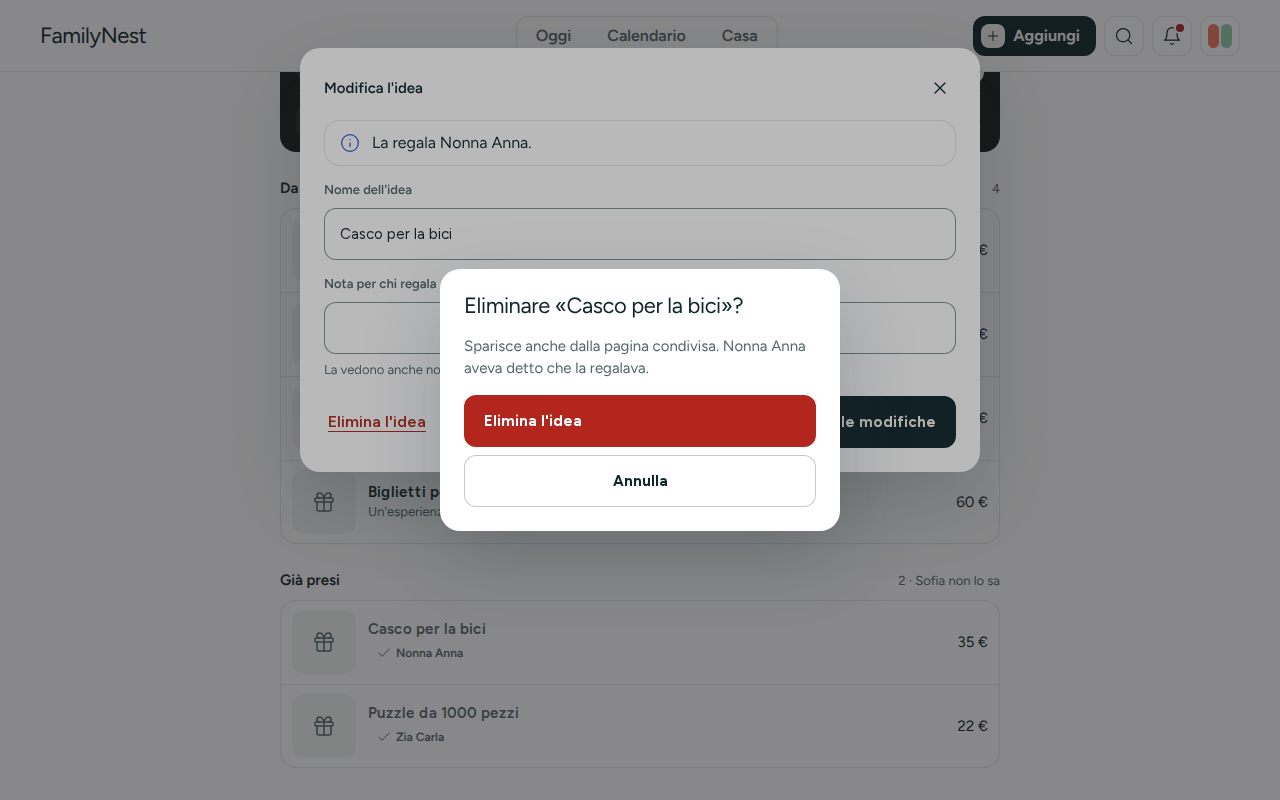 FamilyNest
Oggi
Calendario
Casa
Aggiungi
Modifica l'idea
La regala Nonna Anna.
Da
4
Nome dell'idea
Casco per la bici
€
Nota per chi regala
Eliminare «Casco per la bici»?
€
Sparisce anche dalla pagina condivisa. Nonna Anna
aveva detto che la regalava.
La vedono anche
€
Elimina l'idea
Elimina l'idea
le modifiche
Annulla
Biglietti
60 €
Già presi
2 · Sofia non lo sa
Casco per la bici
35 €
Nonna Anna
Puzzle da 1000 pezzi
22 €
Zia Carla